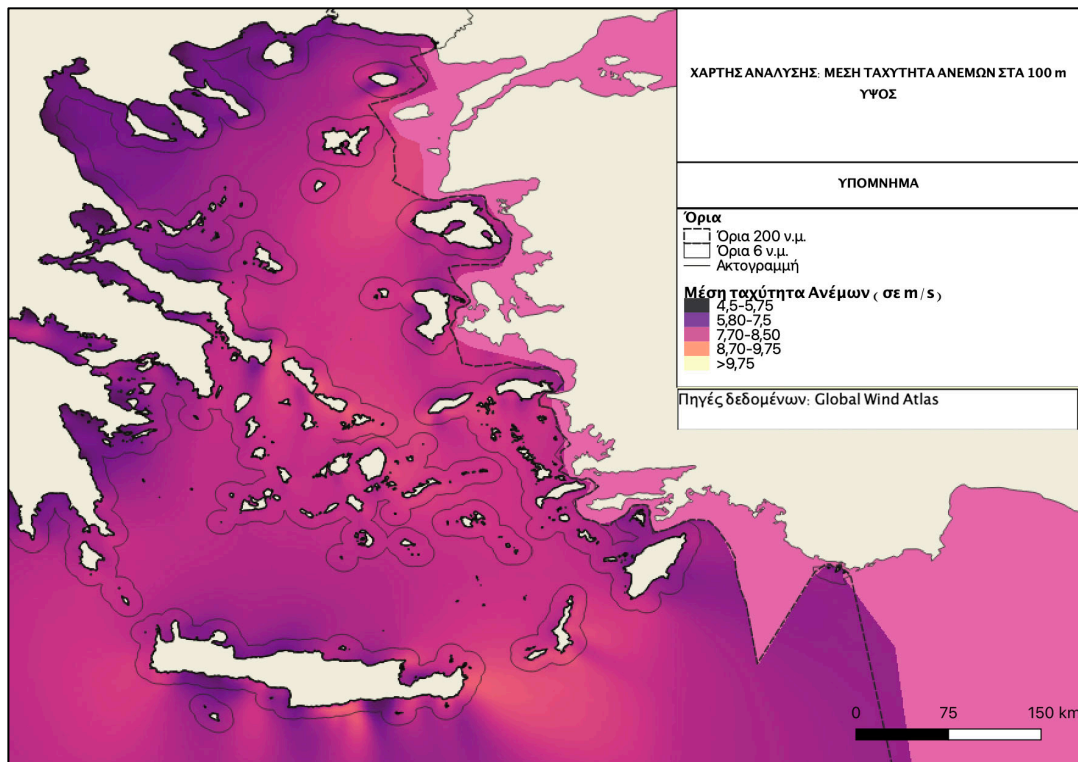 ΧΑΡΤΗΣ ΑΝΑΛΥΣΗΣ: ΜΕΣΗ ΤΑΧΥΤΗΤΑ ΑΝΕΜΩΝ ΣΤΑ 100 m
ΥΨΟΣ
ΥΠΟΜΝΗΜΑ
Όρια
Όρια 200 ν.μ.
Όρια 6 ν.μ.
Ακτογραμμή
Μέση ταχύτητα Ανέμων ( σε m/s)
4,5-5,75
5,80-7,5
7,70-8,50
8,70-9,75
>9,75
Πηγές δεδομένων: Global Wind Atlas
0 75 150 km